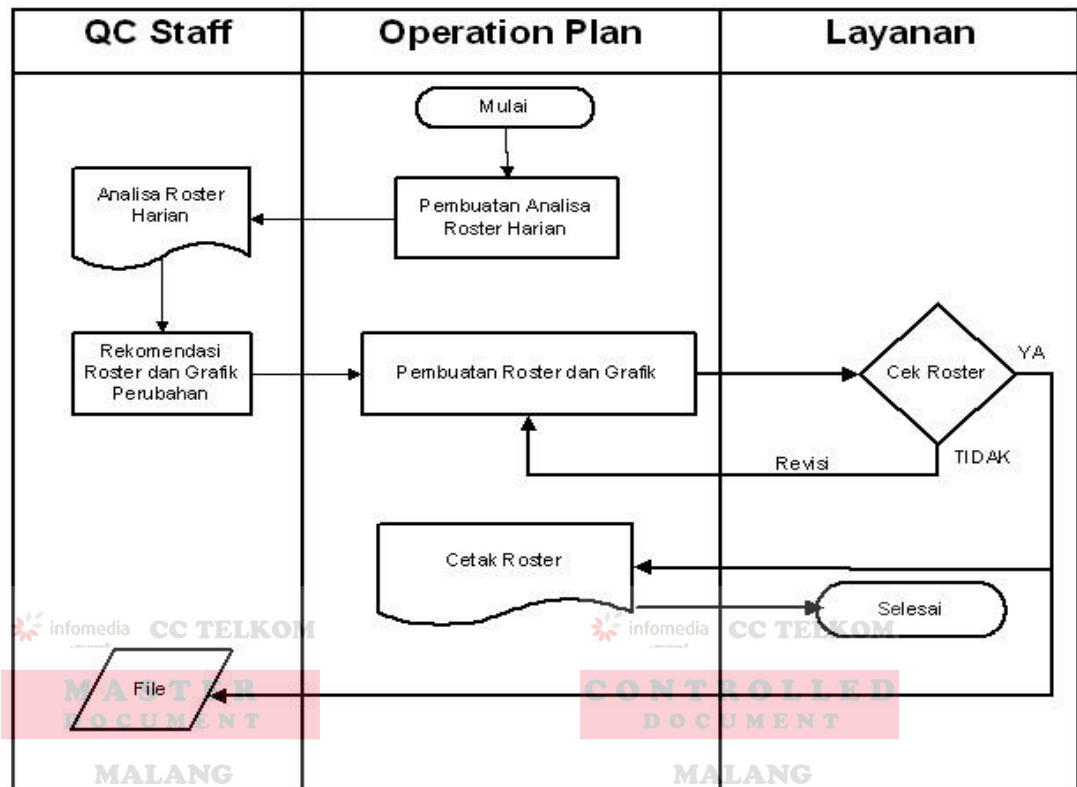 QC Staff
Operation Plan
Layanan
Mulai
Analisa Roster
Harian
Pembuatan Analisa
Roster Harian
Rekomendasi
Roster dan Grafik
Perubahan
Pembuatan Roster dan Grafik
Cek Roster
YA
TIDAK
Revisi
Cetak Roster
Selesai
infomedia CC TELKOM
infomedia CC TELKOM
File
MASTER
DOCUMENT
CONTROLLED
DOCUMENT
MALANG
MALANG